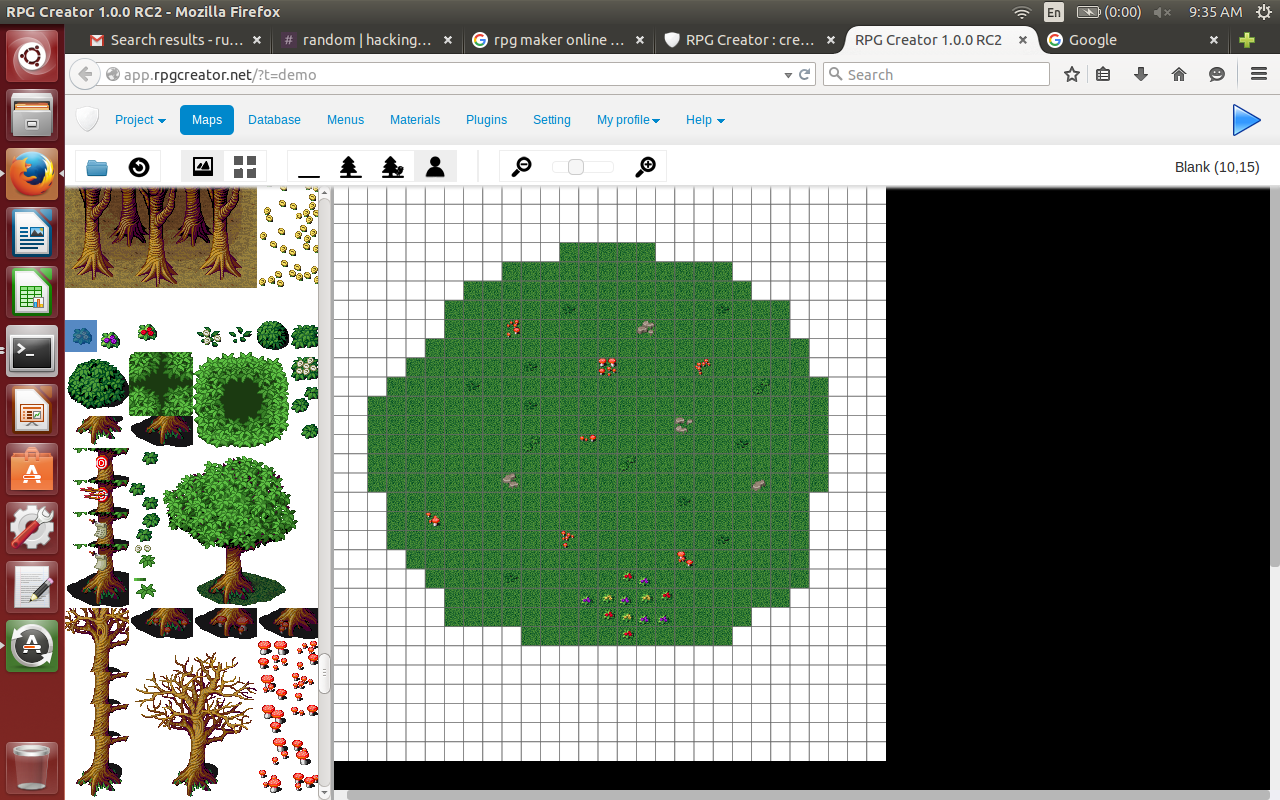 RPG Creator 1.0.0 RC2 - Mozilla Firefox
En
(0:00)
9:35 AM
Search results - ru...
# random | hacking...
rpg maker online ...
RPG Creator : cre...
RPG Creator 1.0.0 RC2
Google
app.rpgcreator.net/?t=demo
Search
Project
Maps
Database
Menus
Materials
Plugins
Setting
My profile
Help
Blank (10,15)